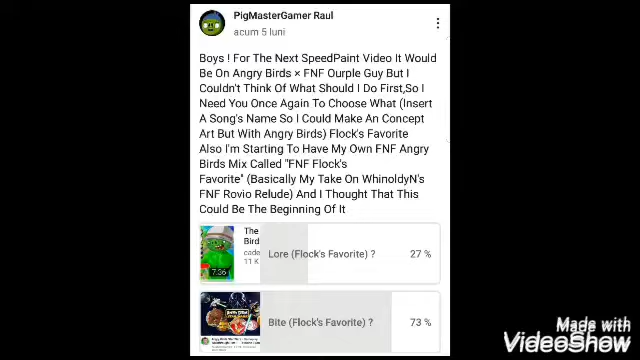 PigMasterGamer Raul
acum 5 luni
Boys ! For The Next SpeedPaint Video It Would
Be On Angry Birds × FNF Ourple Guy But I
Couldn't Think Of What Should I Do First,So I
Need You Once Again To Choose What (Insert
A Song's Name So I Could Make An Concept
Art But With Angry Birds) Flock's Favorite
Also I'm Starting To Have My Own FNF Angry
Birds Mix Called "FNF Flock's
Favorite" (Basically My Take On WhinoldyN's
FNF Rovio Relude) And I Thought That This
Could Be The Beginning Of It
The
Bird
cade
11 K
7:36
Lore (Flock's Favorite) ?
27 %
Bite (Flock's Favorite) ?
73 %
Made with
VideoShow